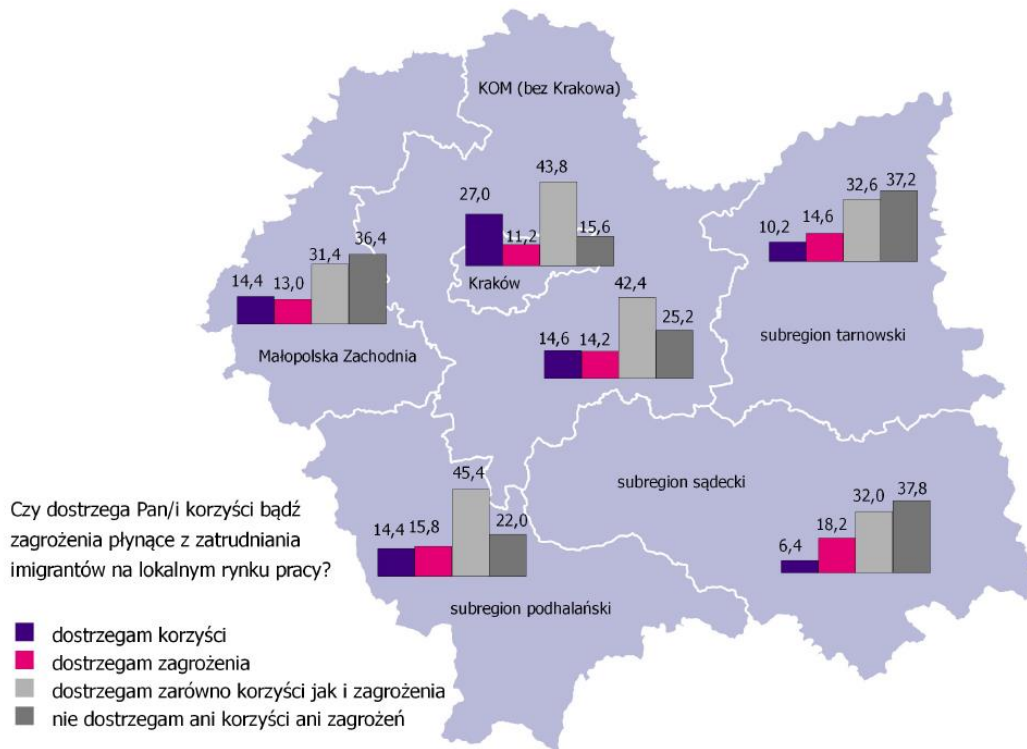 KOM (bez Krakowa)
27,0
11,2
43,8
15,6
Kraków
14,4
13,0
31,4
36,4
Małopolska Zachodnia
10,2
14,6
32,6
37,2
subregion tarnowski
14,6
14,2
42,4
25,2
14,4
15,8
45,4
22,0
subregion podhalański
subregion sądecki
6,4
18,2
32,0
37,8
Czy dostrzega Pan/i korzyści bądź
zagrożenia płynące z zatrudniania
imigrantów na lokalnym rynku pracy?
dostrzegam korzyści
dostrzegam zagrożenia
dostrzegam zarówno korzyści jak i zagrożenia
nie dostrzegam ani korzyści ani zagrożeń